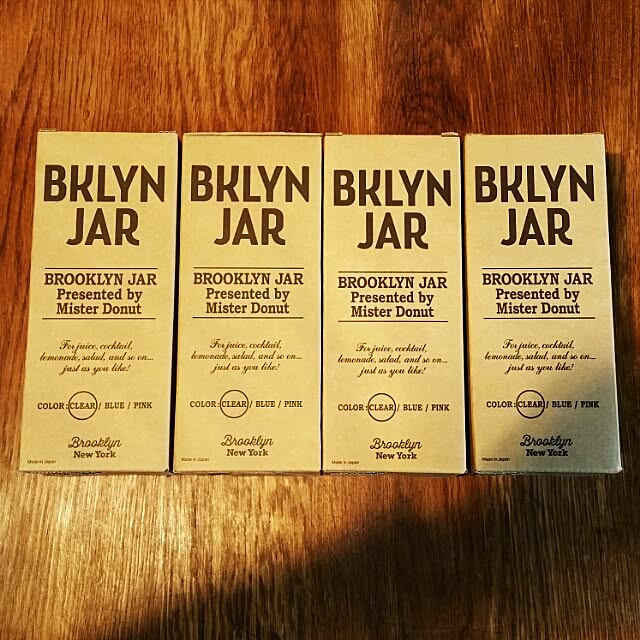 BKLYN
JAR
BROOKLYN JAR
Presented by
Mister Donut
For juice, cocktail,
lemonade, salad, and so on...
just as you like!
COLOR : CLEAR / BLUE / PINK
Brooklyn
New York
Made in Japan
BKLYN
JAR
BROOKLYN JAR
Presented by
Mister Donut
For juice, cocktail,
lemonade, salad, and so on...
just as you like!
COLOR : CLEAR / BLUE / PINK
Brooklyn
New York
Made in Japan
BKLYN
JAR
BROOKLYN JAR
Presented by
Mister Donut
For juice, cocktail,
lemonade, salad, and so on...
just as you like!
COLOR : CLEAR / BLUE / PINK
Brooklyn
New York
Made in Japan
BKLYN
JAR
BROOKLYN JAR
Presented by
Mister Donut
For juice, cocktail,
lemonade, salad, and so on...
just as you like!
COLOR : CLEAR / BLUE / PINK
Brooklyn
New York
Made in Japan